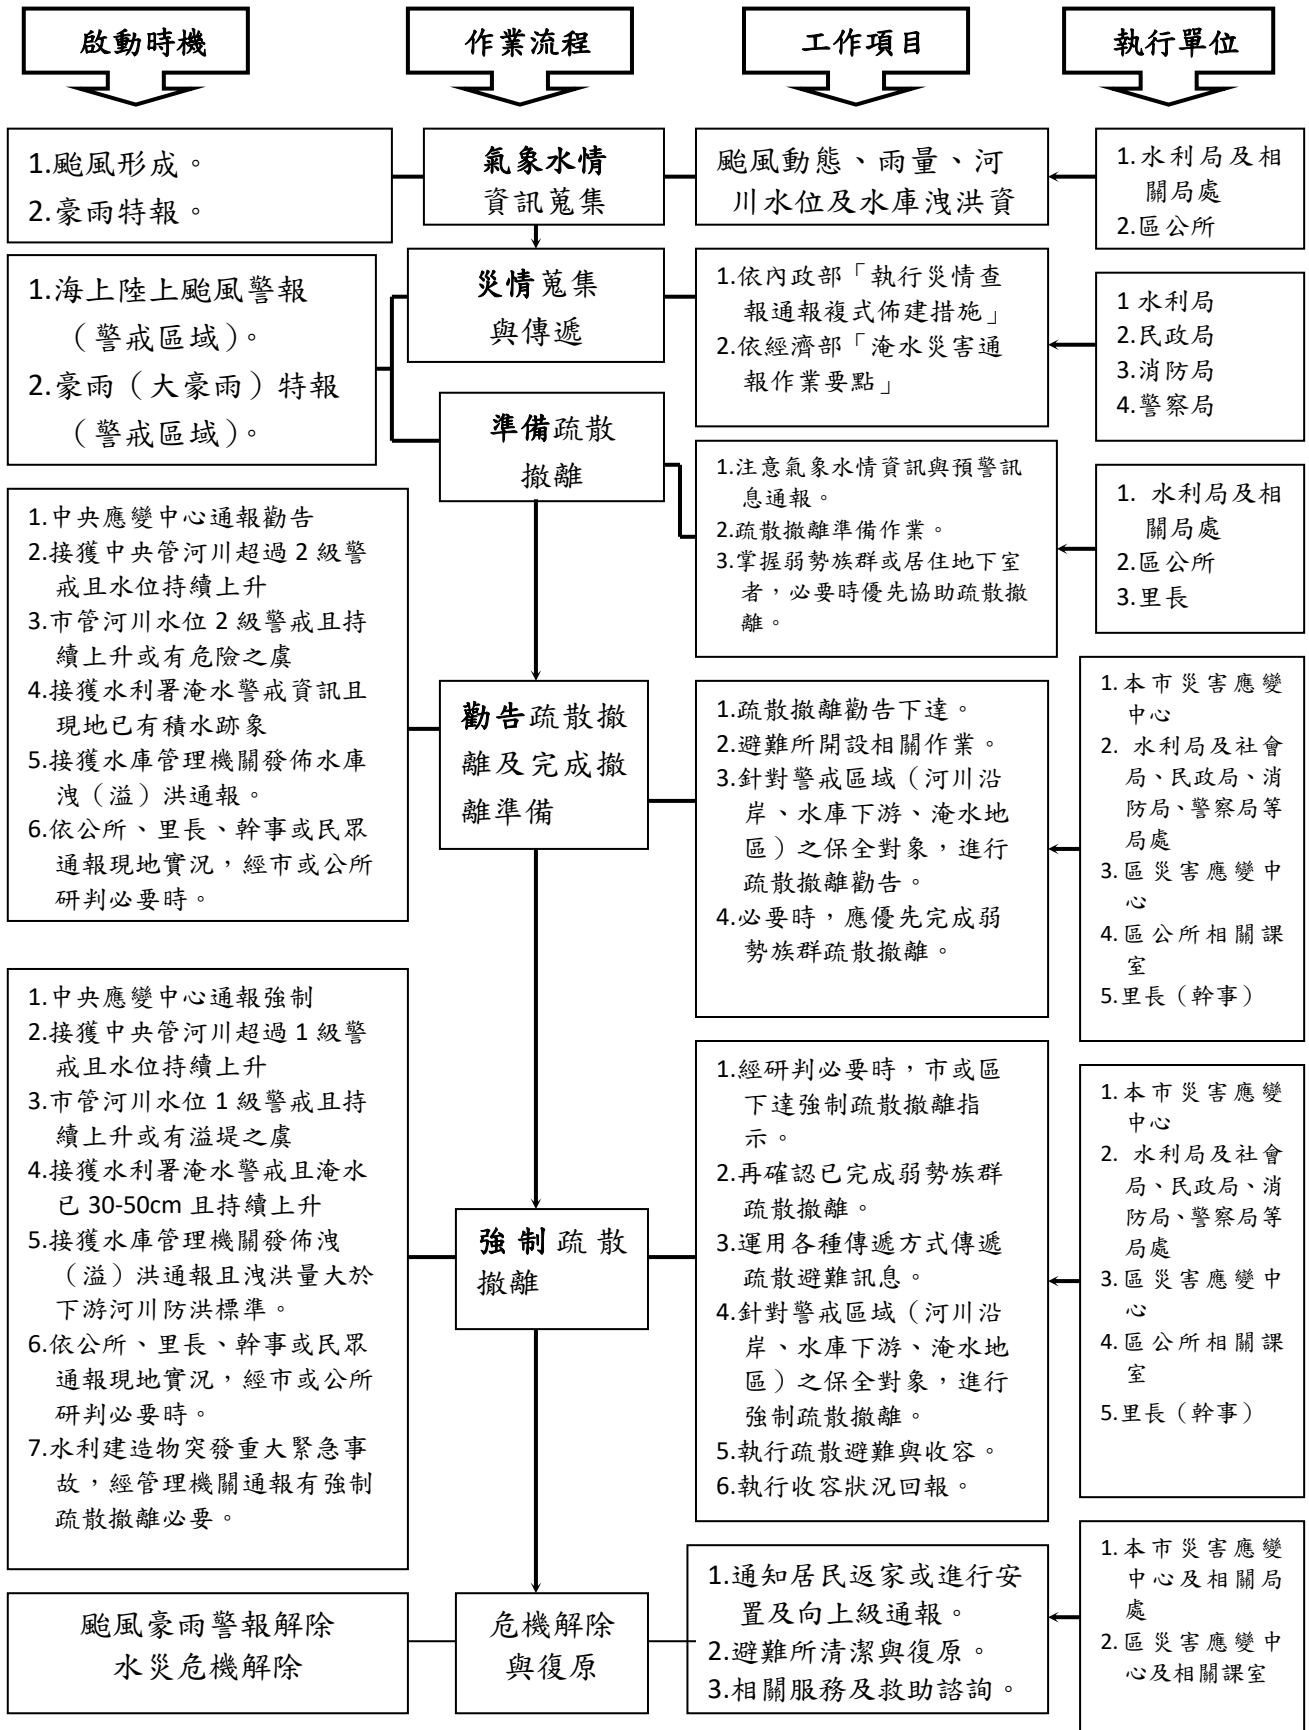 啟動時機
作業流程
工作項目
執行單位
1.颱風形成。
2.豪雨特報。
氣象水情
資訊蒐集
颱風動態、雨量、河
川水位及水庫洩洪資
1.水利局及相
關局處
2.區公所
1.海上陸上颱風警報
（警戒區域）。
2.豪雨（大豪雨）特報
（警戒區域）。
災情蒐集
與傳遞
1.依內政部「執行災情查
報通報複式佈建措施」
2.依經濟部「淹水災害通
報作業要點」
1 水利局
2.民政局
3.消防局
4.警察局
準備疏散
撤離
1.注意氣象水情資訊與預警訊
息通報。
2.疏散撤離準備作業。
3.掌握弱勢族群或居住地下室
者，必要時優先協助疏散撤
離。
1. 水利局及相
關局處
2.區公所
3.里長
1.中央應變中心通報勸告
2.接獲中央管河川超過 2 級警
戒且水位持續上升
3.市管河川水位 2 級警戒且持
續上升或有危險之虞
4.接獲水利署淹水警戒資訊且
現地已有積水跡象
5.接獲水庫管理機關發佈水庫
洩（溢）洪通報。
6.依公所、里長、幹事或民眾
通報現地實況，經市或公所
研判必要時。
勸告疏散撤
離及完成撤
離準備
1.疏散撤離勸告下達。
2.避難所開設相關作業。
3.針對警戒區域（河川沿
岸、水庫下游、淹水地
區）之保全對象，進行
疏散撤離勸告。
4.必要時，應優先完成弱
勢族群疏散撤離。
1.本市災害應變
中心
2. 水利局及社會
局、民政局、消
防局、警察局等
局處
3.區災害應變中
心
4.區公所相關課
室
5.里長（幹事）
1.中央應變中心通報強制
2.接獲中央管河川超過 1 級警
戒且水位持續上升
3.市管河川水位 1 級警戒且持
續上升或有溢堤之虞
4.接獲水利署淹水警戒且淹水
已 30-50cm 且持續上升
5.接獲水庫管理機關發佈洩
（溢）洪通報且洩洪量大於
下游河川防洪標準。
6.依公所、里長、幹事或民眾
通報現地實況，經市或公所
研判必要時。
7.水利建造物突發重大緊急事
故，經管理機關通報有強制
疏散撤離必要。
強制疏散
撤離
1.經研判必要時，市或區
下達強制疏散撤離指
示。
2.再確認已完成弱勢族群
疏散撤離。
3.運用各種傳遞方式傳遞
疏散避難訊息。
4.針對警戒區域（河川沿
岸、水庫下游、淹水地
區）之保全對象，進行
強制疏散撤離。
5.執行疏散避難與收容。
6.執行收容狀況回報。
1.本市災害應變
中心
2. 水利局及社會
局、民政局、消
防局、警察局等
局處
3.區災害應變中
心
4.區公所相關課
室
5.里長（幹事）
颱風豪雨警報解除
水災危機解除
危機解除
與復原
1.通知居民返家或進行安
置及向上級通報。
2.避難所清潔與復原。
3.相關服務及救助諮詢。
1.本市災害應變
中心及相關局
處
2.區災害應變中
心及相關課室